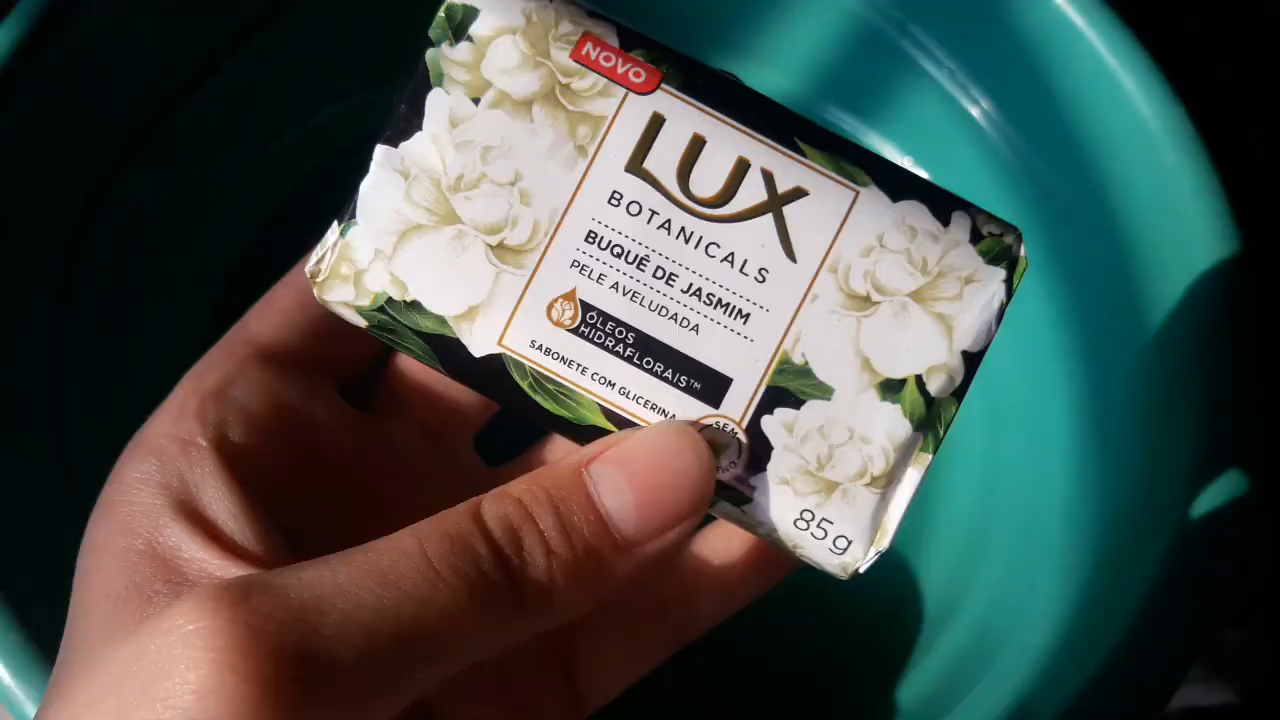 NOVO
LUX
BOTANICALS
BUQUÊ DE JASMIM
PELE AVELUDADA
ÓLEOS
HIDRAFLORAIS™
SABONETE COM GLICERINA
SEM
85g